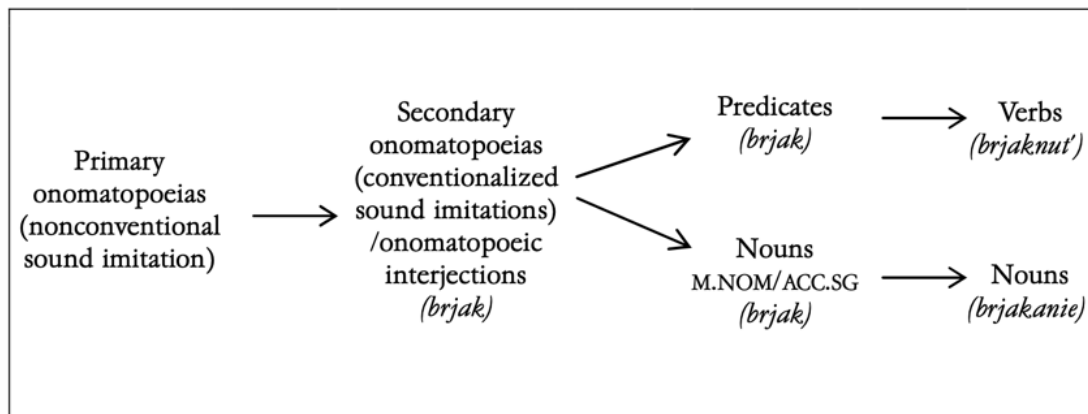 Primary
onomatopoeias
(nonconventional
sound imitation)
Secondary
onomatopoeias
(conventionalized
sound imitations)
/onomatopoeic
interjections
(brjak)
Predicates
(brjak)
Verbs
(brjaknut')
Nouns
M.NOM/ACC.SG
(brjak)
Nouns
(brjakanie)